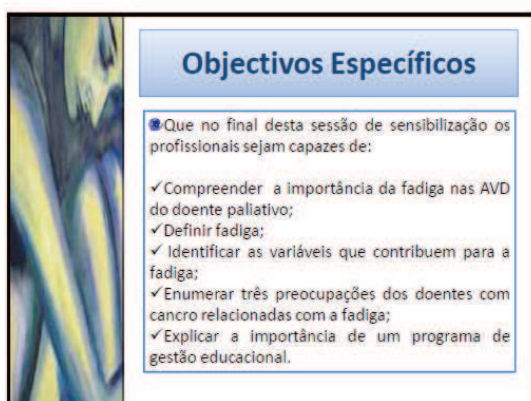 Objectivos Específicos
Que no final desta sessão de sensibilização os
profissionais sejam capazes de:
✓Compreender a importância da fadiga nas AVD
do doente paliativo;
✓Definir fadiga;
✓ Identificar as variáveis que contribuem para a
fadiga;
✓Enumerar três preocupações dos doentes com
cancro relacionadas com a fadiga;
✓Explicar a importância de um programa de
gestão educacional.